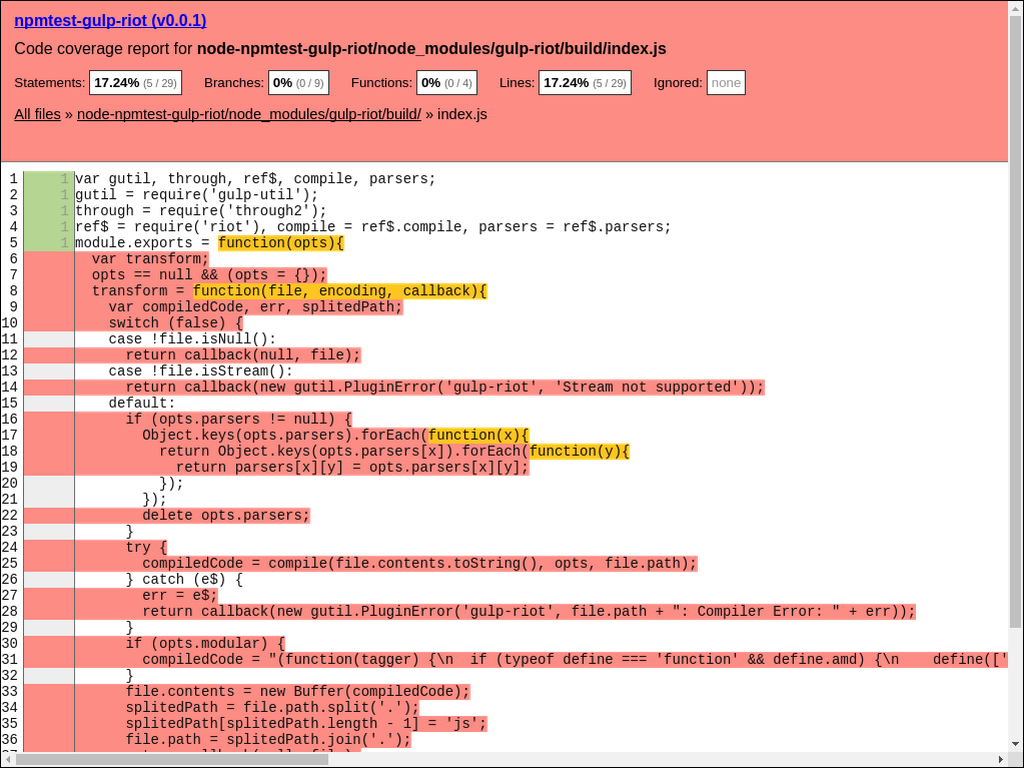 npmtest-gulp-riot (v0.0.1)
Code coverage report for node-npmtest-gulp-riot/node_modules/gulp-riot/build/index.js
Statements: 17.24% (5 / 29) Branches: 0% (0 / 9) Functions: 0% (0 / 4) Lines: 17.24% (5 / 29) Ignored: none
All files » node-npmtest-gulp-riot/node_modules/gulp-riot/build/ » index.js
1 1 var gutil, through, ref$, compile, parsers;
2 1 gutil = require('gulp-util');
3 1 through = require('through2');
4 1 ref$ = require('riot'), compile = ref$.compile, parsers = ref$.parsers;
5 1 module.exports = function(opts){
6 var transform;
7 opts == null && (opts = {});
8 transform = function(file, encoding, callback){
9 var compiledCode, err, splitedPath;
10 switch (false) {
11 case !file.isNull():
12 return callback(null, file);
13 case !file.isStream():
14 return callback(new gutil.PluginError('gulp-riot', 'Stream not supported'));
15 default:
16 if (opts.parsers != null) {
17 Object.keys(opts.parsers).forEach(function(x){
18 return Object.keys(opts.parsers[x]).forEach(function(y){
19 return parsers[x][y] = opts.parsers[x][y];
20 });
21 });
22 delete opts.parsers;
23 }
24 try {
25 compiledCode = compile(file.contents.toString(), opts, file.path);
26 } catch (e$) {
27 err = e$;
28 return callback(new gutil.PluginError('gulp-riot', file.path + ": Compiler Error: " + err));
29 }
30 if (opts.modular) {
31 compiledCode = "(function(tagger) {\n  if (typeof define === 'function' && define.amd) {\n    define(['
32 }
33 file.contents = new Buffer(compiledCode);
34 splitedPath = file.path.split('.');
35 splitedPath[splitedPath.length - 1] = 'js';
36 file.path = splitedPath.join('.');